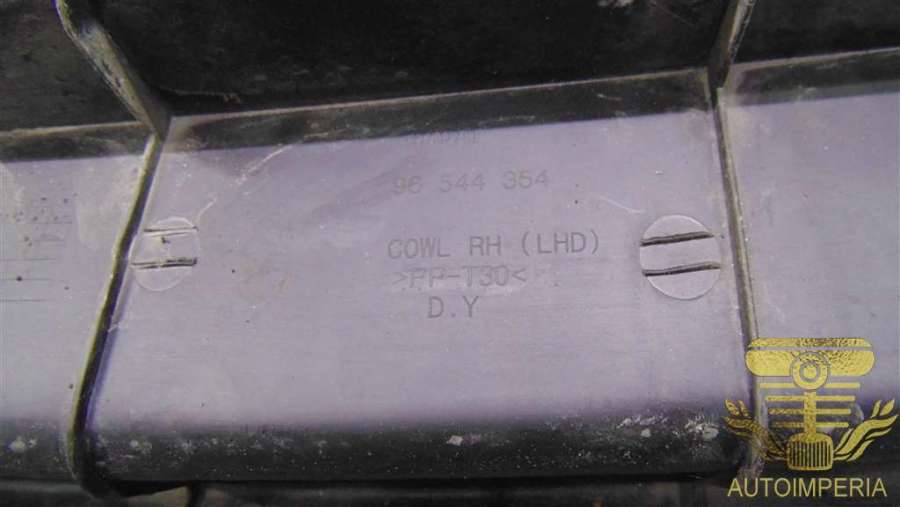 96 544 354
COWL RH (LHD)
>PP-T30<
D.Y
AUTOIMPERIA